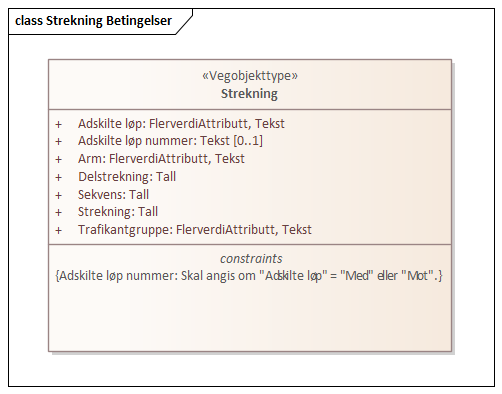 class Strekning Betingelser
«Vegobjekttype»
Strekning
+ Adskilte løp: FlerverdiAttributt, Tekst
+ Adskilte løp nummer: Tekst [0..1]
+ Arm: FlerverdiAttributt, Tekst
+ Delstrekning: Tall
+ Sekvens: Tall
+ Strekning: Tall
+ Trafikantgruppe: FlerverdiAttributt, Tekst
constraints
{Adskilte løp nummer: Skal angis om "Adskilte løp" = "Med" eller "Mot".}